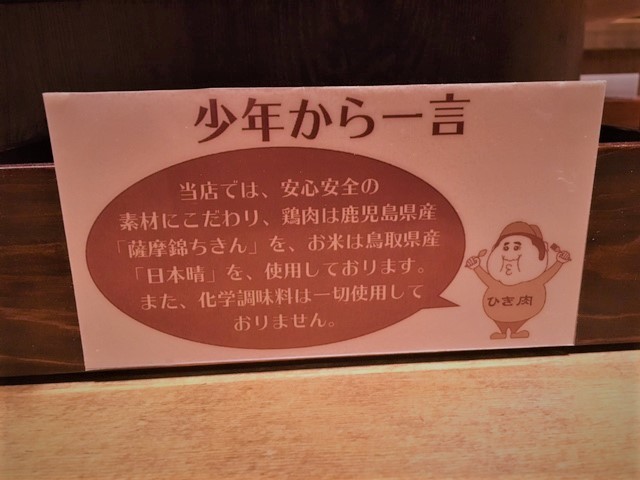 少年から一言
当店では、安心安全の
素材にこだわり、鶏肉は鹿児島県産
「薩摩錦ちきん」を、お米は鳥取県産
「日本晴」を、使用しております。
また、化学調味料は一切使用して
おりません。
ひき肉